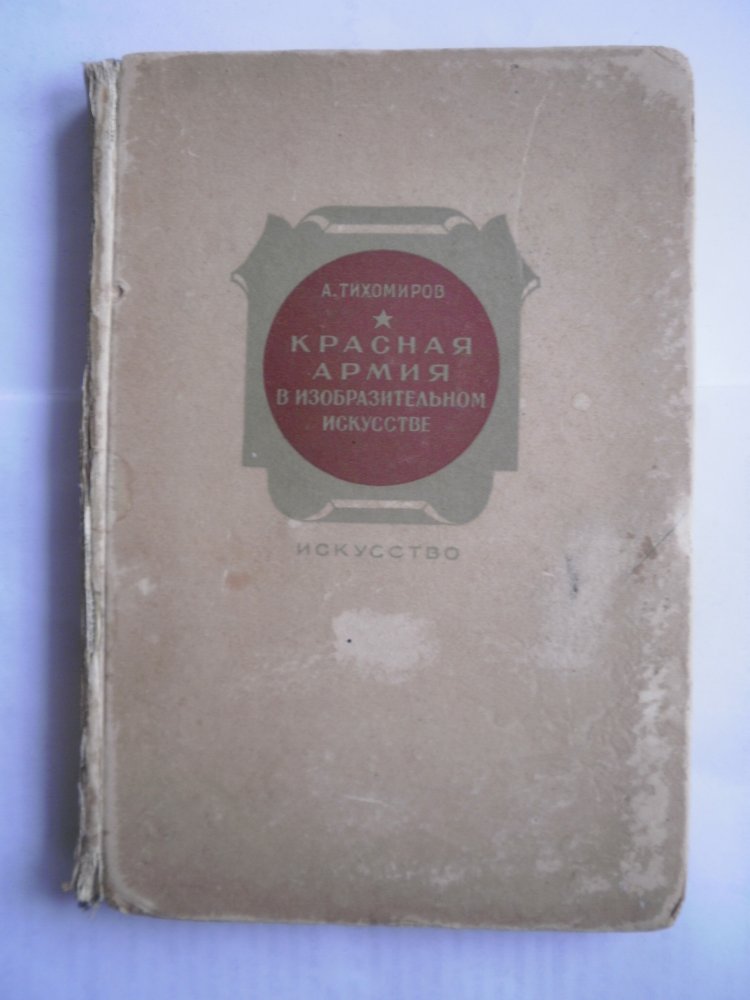 А. ТИХОМИРОВ
КРАСНАЯ
АРМИЯ
В ИЗОБРАЗИТЕЛЬНОМ
ИСКУССТВЕ
ИСКУССТВО